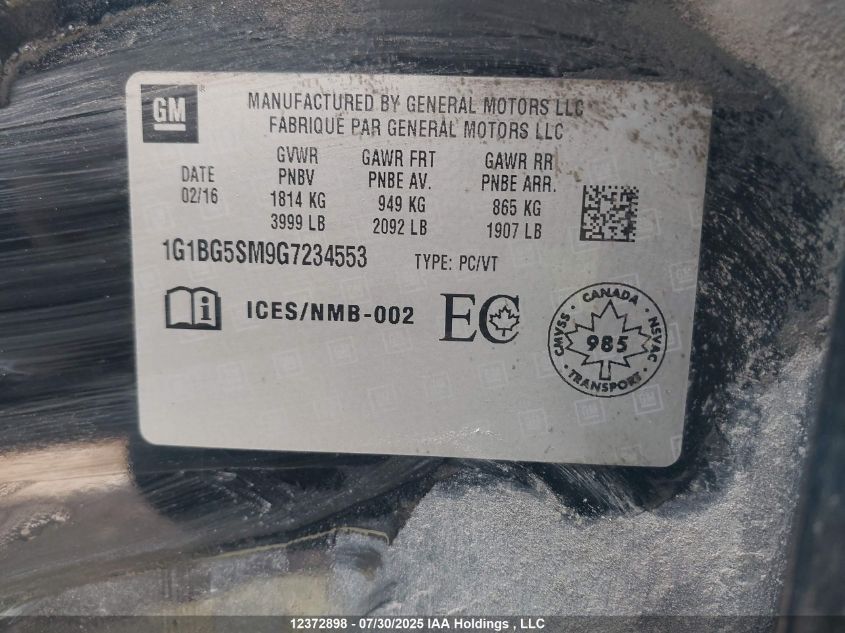 GM ®
MANUFACTURED BY GENERAL MOTORS LLC
FABRIQUÉ PAR GENERAL MOTORS LLC
DATE
02/16
GVWR
PNBV
1814 KG
3999 LB
GAWR FRT
PNBE AV.
949 KG
2092 LB
GAWR RR
PNBE ARR.
865 KG
1907 LB
1G1BG5SM9G7234553 TYPE: PC/VT
i ICES/NMB-002 EC
CANADA
CMVSS • NSVAC
985
TRANSPORT
12372898 - 07/30/2025 IAA Holdings , LLC